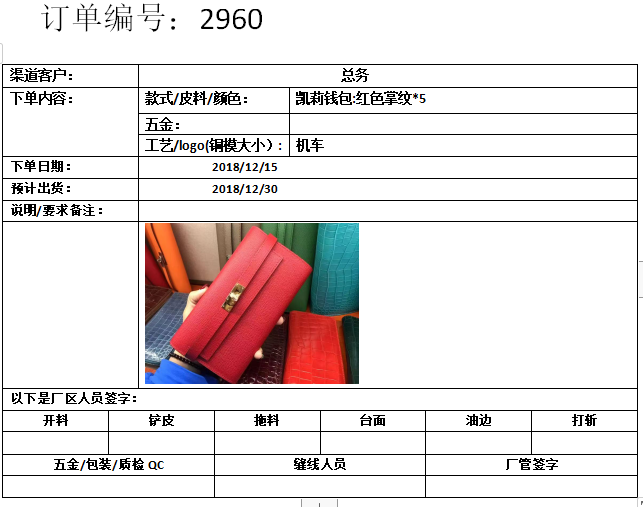 订单编号：2960
渠道客户： 总务
下单内容： 款式/皮料/颜色： 凯莉钱包:红色掌纹*5
五金：
工艺/logo(铜模大小）: 机车
下单日期： 2018/12/15
预计出货： 2018/12/30
说明/要求备注：
以下是厂区人员签字：
开料 铲皮 拖料 台面 油边 打斩
五金/包装/质检 QC 缝线人员 厂管签字